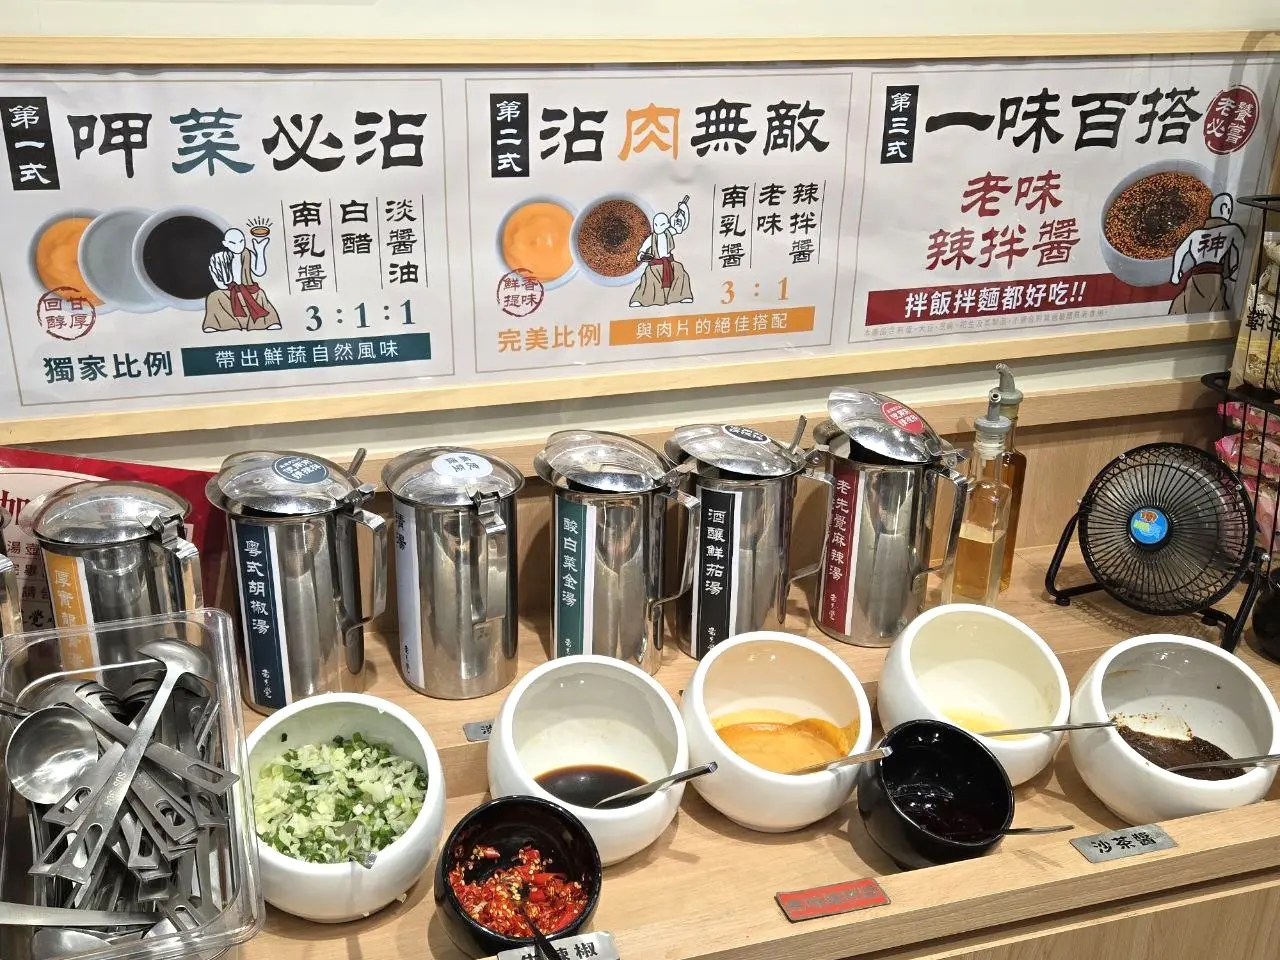 第一式
呷菜必沾
南乳醬
白醋
淡醬油
3:1:1
回甘醇厚
獨家比例
帶出鮮蔬自然風味
第二式
沾肉無敵
南乳醬
老味
辣拌醬
3:1
鮮香提味
完美比例
與肉片的絕佳搭配
第三式
一味百搭
老饕必嘗
老味
辣拌醬
神
拌飯拌麵都好吃!!
粵式胡椒湯
清湯
酸白菜金湯
酒釀鮮茄湯
老先覺麻辣湯
沙茶醬
辣椒